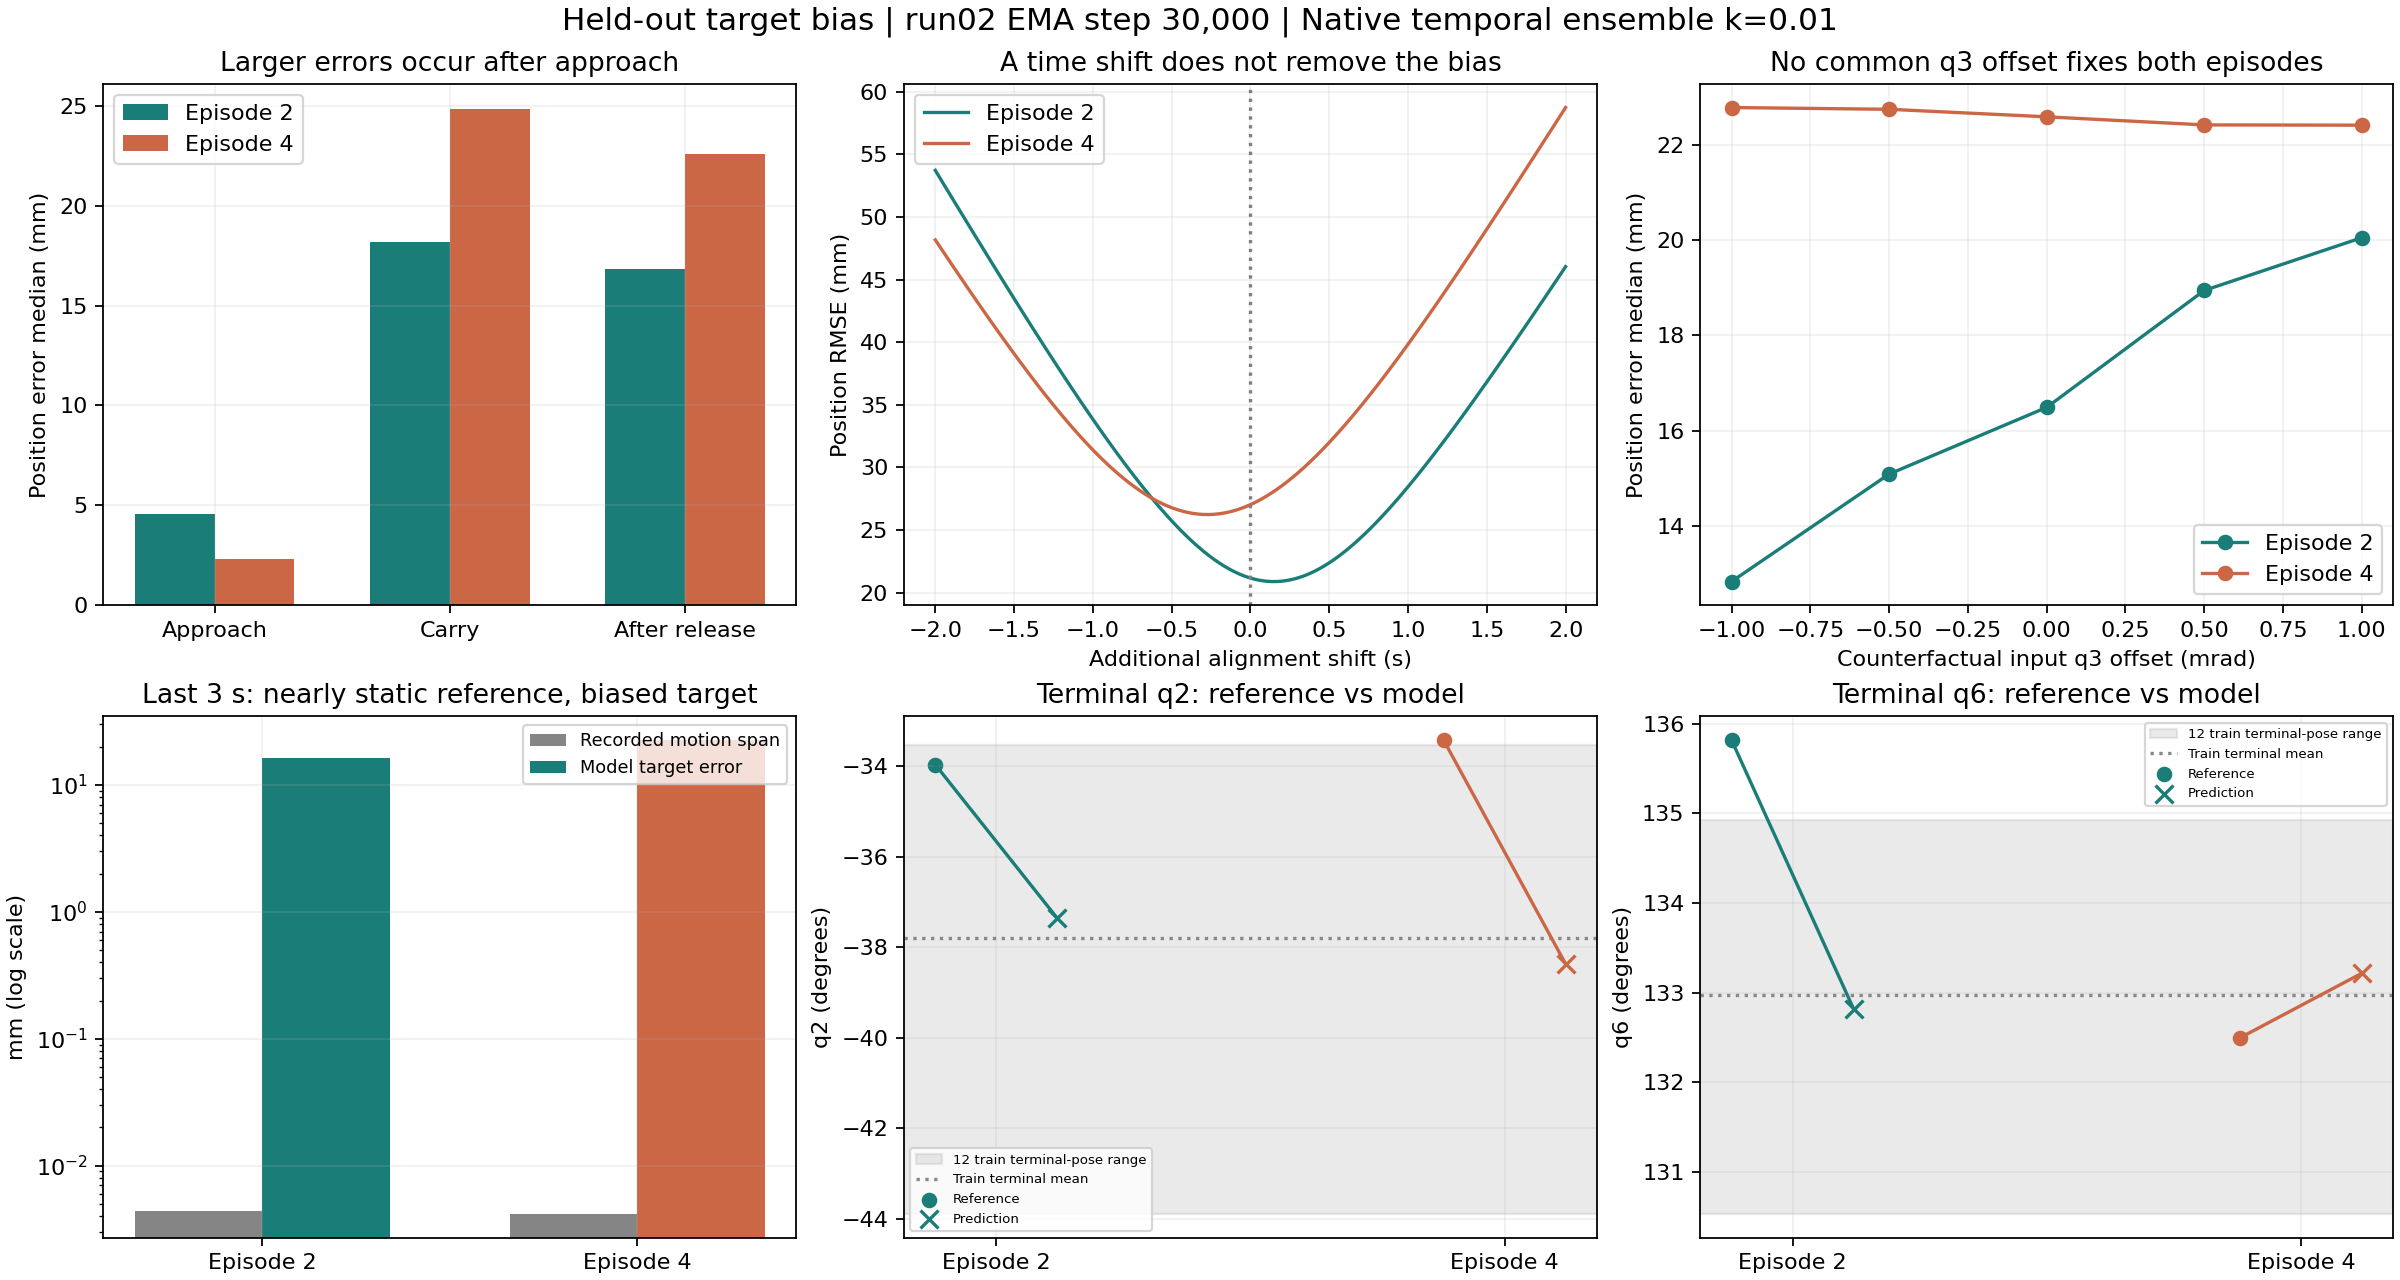 Held-out target bias | run02 EMA step 30,000 | Native temporal ensemble k=0.01
Larger errors occur after approach
Position error median (mm)
25
20
15
10
5
0
Episode 2
Episode 4
Approach
Carry
After release
A time shift does not remove the bias
Position RMSE (mm)
60
55
50
45
40
35
30
25
20
Episode 2
Episode 4
−2.0 −1.5 −1.0 −0.5 0.0 0.5 1.0 1.5 2.0
Additional alignment shift (s)
No common q3 offset fixes both episodes
Position error median (mm)
22
20
18
16
14
Episode 2
Episode 4
−1.00 −0.75 −0.50 −0.25 0.00 0.25 0.50 0.75 1.00
Counterfactual input q3 offset (mrad)
Last 3 s: nearly static reference, biased target
mm (log scale)
10¹
10⁰
10⁻¹
10⁻²
Recorded motion span
Model target error
Episode 2
Episode 4
Terminal q2: reference vs model
q2 (degrees)
−34
−36
−38
−40
−42
−44
12 train terminal-pose range
Train terminal mean
Reference
Prediction
Episode 2
Episode 4
Terminal q6: reference vs model
q6 (degrees)
136
135
134
133
132
131
12 train terminal-pose range
Train terminal mean
Reference
Prediction
Episode 2
Episode 4